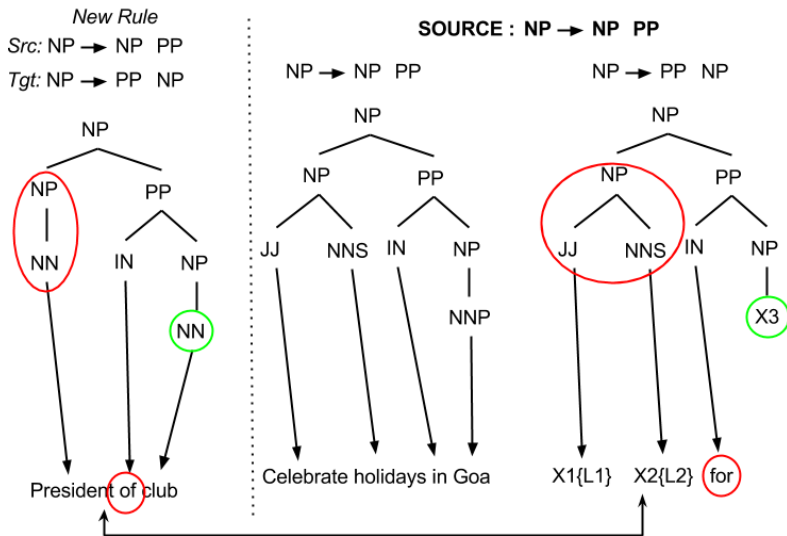 New Rule
Src: NP → NP PP
Tgt: NP → PP NP
NP
NP PP
NN IN NP
NN
President of club
SOURCE : NP → NP PP
NP → NP PP
NP
NP PP
JJ NNS IN NP
NNP
Celebrate holidays in Goa
NP → PP NP
NP
NP PP
JJ NNS IN NP
X3
X1{L1} X2{L2} for